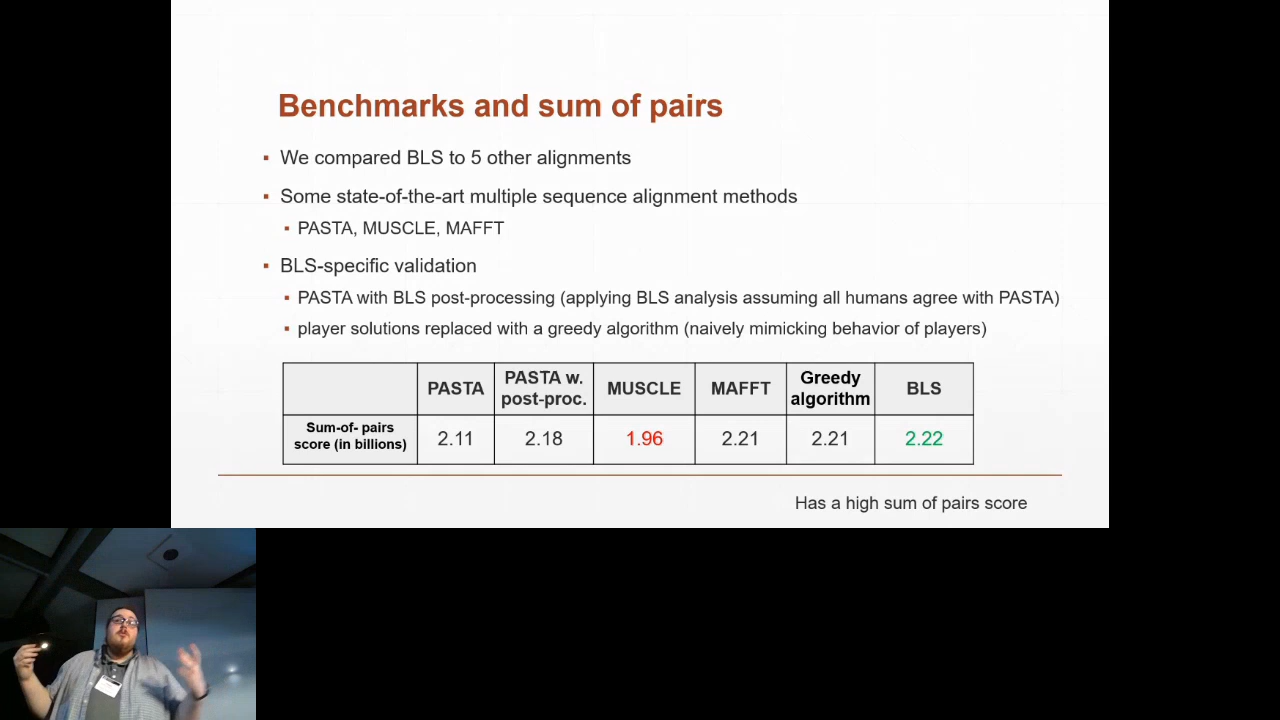 Benchmarks and sum of pairs
We compared BLS to 5 other alignments
Some state-of-the-art multiple sequence alignment methods
PASTA, MUSCLE, MAFFT
BLS-specific validation
PASTA with BLS post-processing (applying BLS analysis assuming all humans agree with PASTA)
player solutions replaced with a greedy algorithm (naively mimicking behavior of players)
PASTA
PASTA w.
post-proc.
MUSCLE
MAFFT
Greedy
algorithm
BLS
Sum-of- pairs
score (in billions)
2.11
2.18
1.96
2.21
2.21
2.22
Has a high sum of pairs score